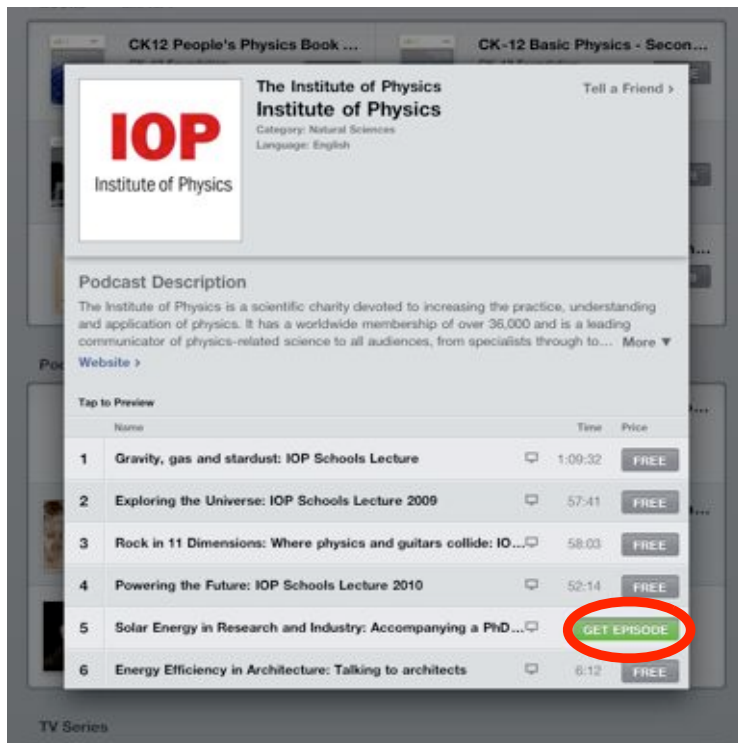 CK12 People's Physics Book ...
CK-12 Basic Physics - Secon...
The Institute of Physics
Institute of Physics
Category: Natural Sciences
Language: English
Tell a Friend >
IOP
Institute of Physics
Podcast Description
The Institute of Physics is a scientific charity devoted to increasing the practice, understanding
and application of physics. It has a worldwide membership of over 36,000 and is a leading
communicator of physics-related science to all audiences, from specialists through to... More ▼
Website >
Tap to Preview
Name Time Price
1 Gravity, gas and stardust: IOP Schools Lecture 1:09:32 FREE
2 Exploring the Universe: IOP Schools Lecture 2009 57:41 FREE
3 Rock in 11 Dimensions: Where physics and guitars collide: IO... 58:03 FREE
4 Powering the Future: IOP Schools Lecture 2010 52:14 FREE
5 Solar Energy in Research and Industry: Accompanying a PhD... GET EPISODE
6 Energy Efficiency in Architecture: Talking to architects 6:12 FREE
TV Series